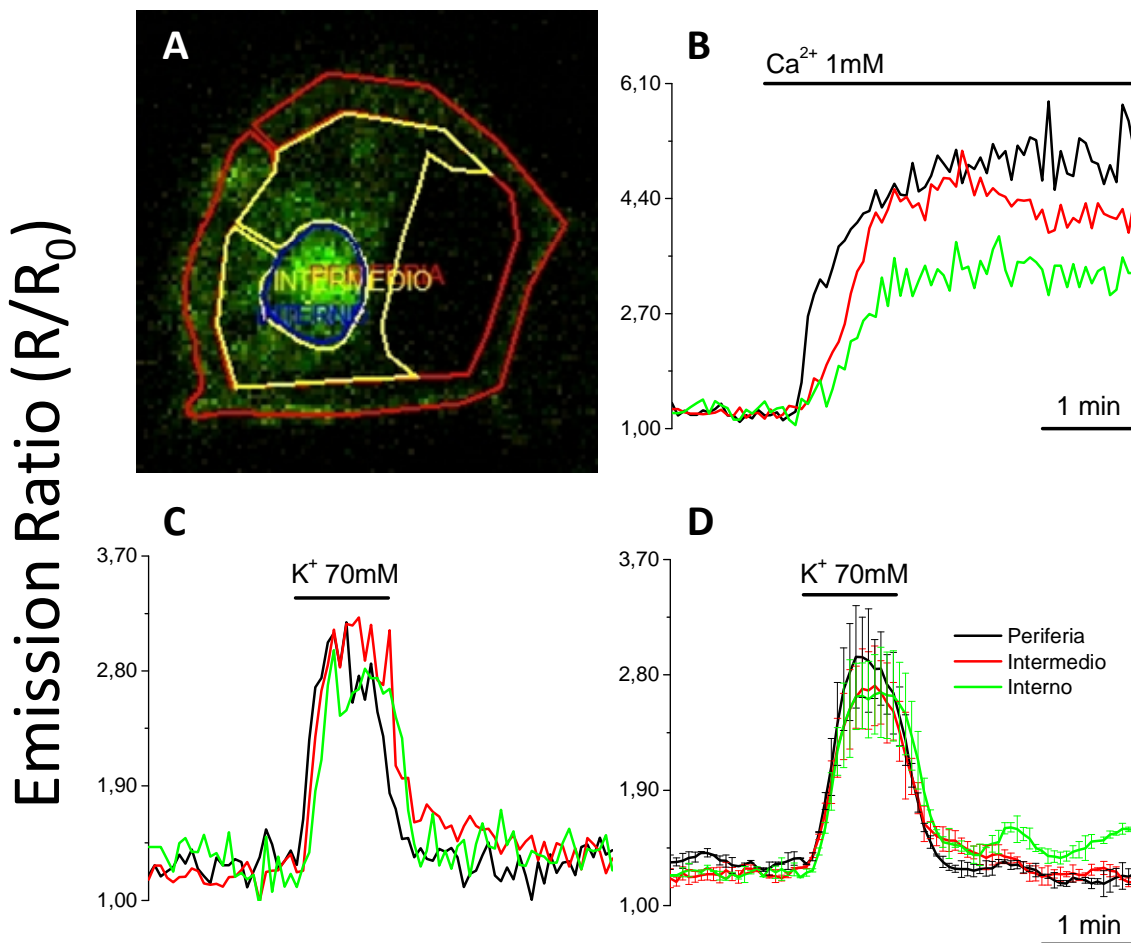 Emission Ratio (R/R₀)
A
INTERMEDIO
B
Ca²⁺ 1mM
6,10
4,40
2,70
1,00
1 min
C
3,70
2,80
1,90
1,00
K⁺ 70mM
D
3,70
2,80
1,90
1,00
K⁺ 70mM
Periferia
Intermedio
Interno
1 min